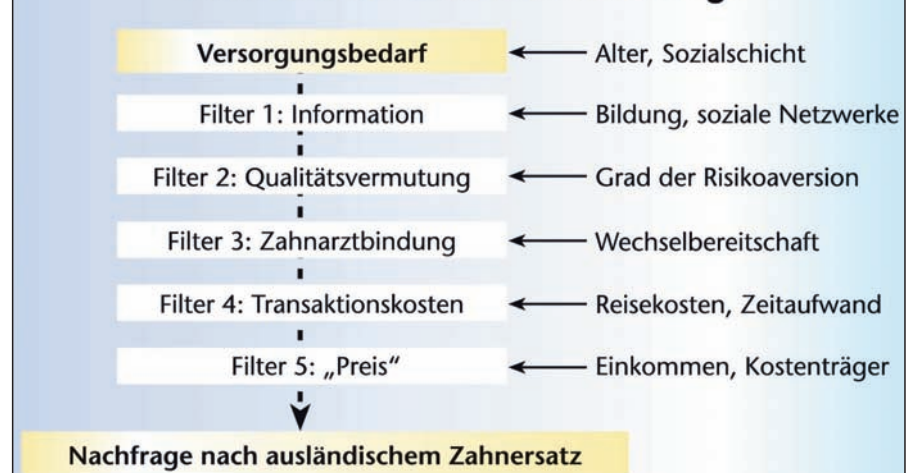 Versorgungsbedarf
Alter, Sozialschicht
Filter 1: Information
Bildung, soziale Netzwerke
Filter 2: Qualitätsvermutung
Grad der Risikoaversion
Filter 3: Zahnarztbindung
Wechselbereitschaft
Filter 4: Transaktionskosten
Reisekosten, Zeitaufwand
Filter 5: „Preis“
Einkommen, Kostenträger
Nachfrage nach ausländischem Zahnersatz